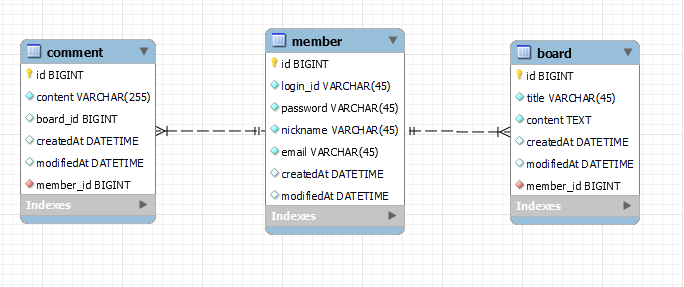 comment
id BIGINT
content VARCHAR(255)
board_id BIGINT
createdAt DATETIME
modifiedAt DATETIME
member_id BIGINT
Indexes
member
id BIGINT
login_id VARCHAR(45)
password VARCHAR(45)
nickname VARCHAR(45)
email VARCHAR(45)
createdAt DATETIME
modifiedAt DATETIME
Indexes
board
id BIGINT
title VARCHAR(45)
content TEXT
createdAt DATETIME
modifiedAt DATETIME
member_id BIGINT
Indexes